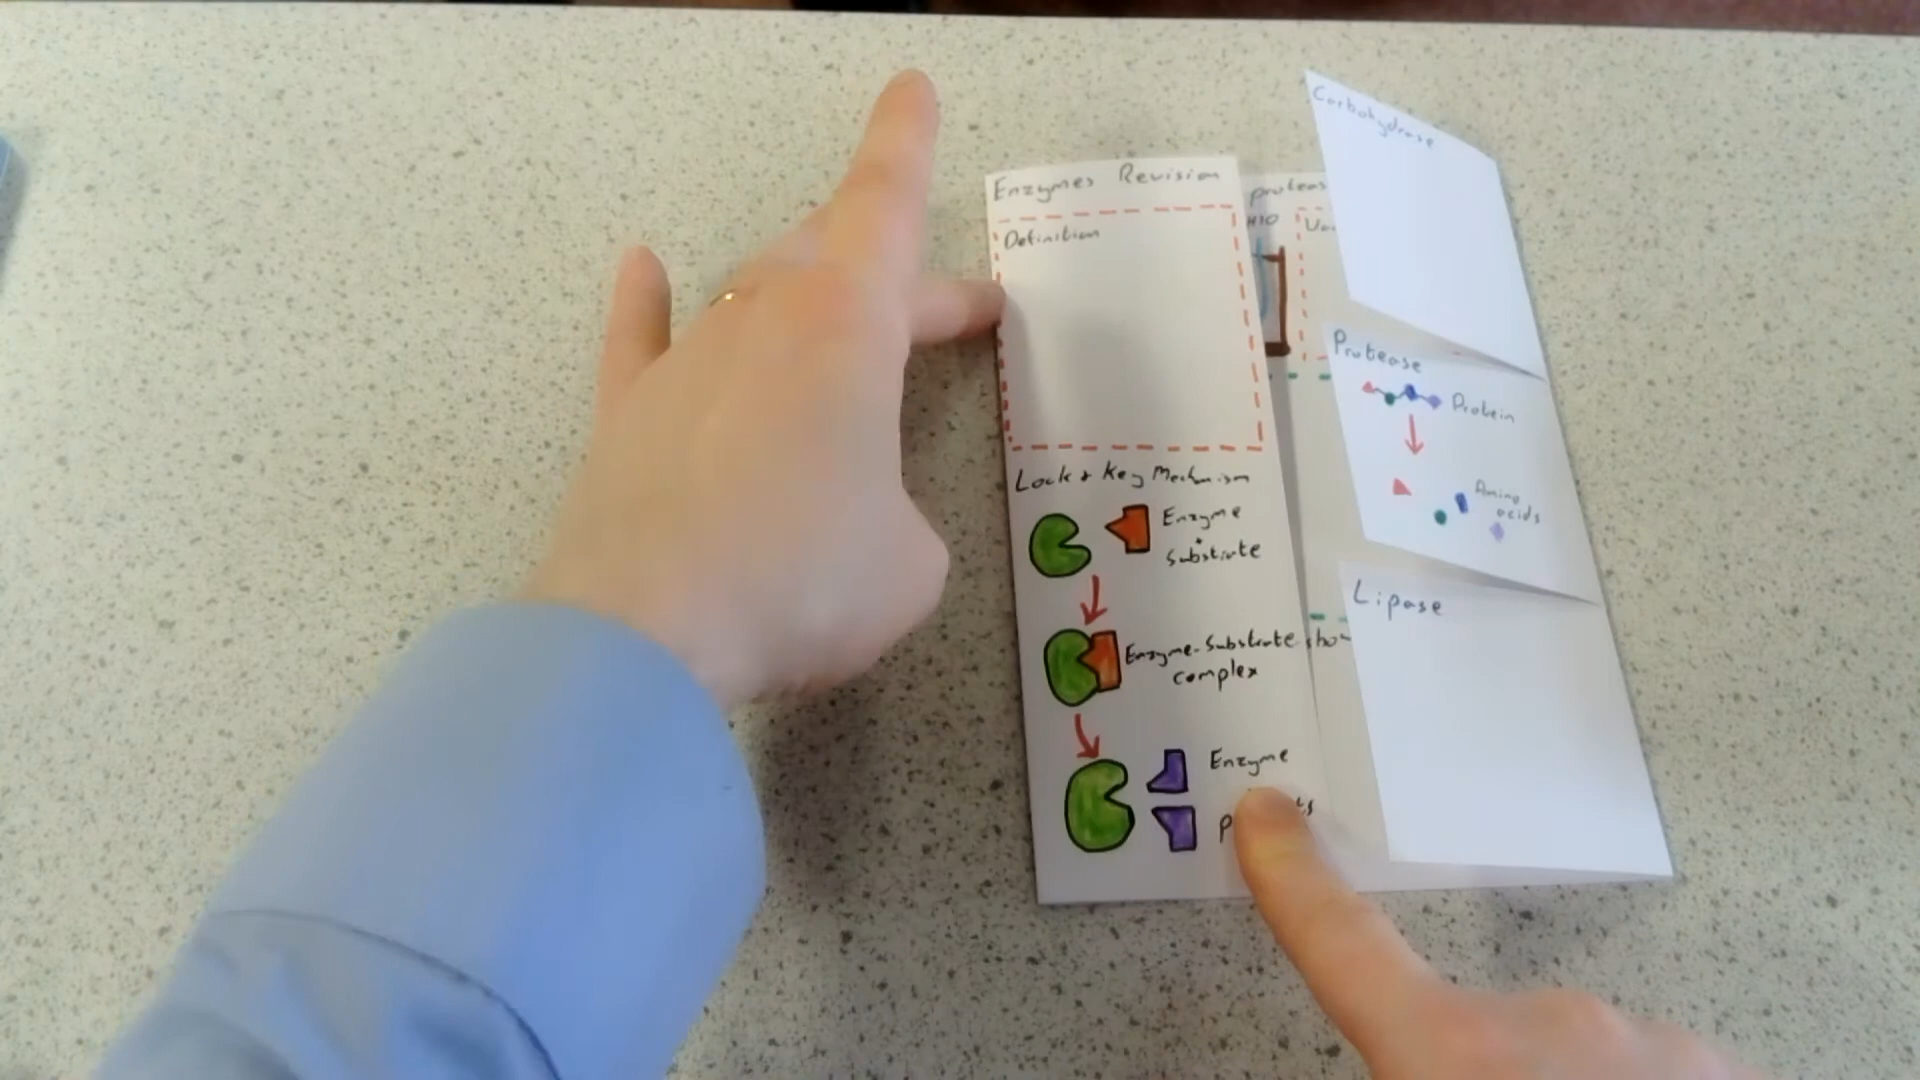 Enzymes Revision
Definition
Lock & Key Mechanism
Enzyme
+
Substrate
Enzyme-Substrate
complex
Enzyme
Carbohydrase
Protease
Protein
Amino
acids
Lipase